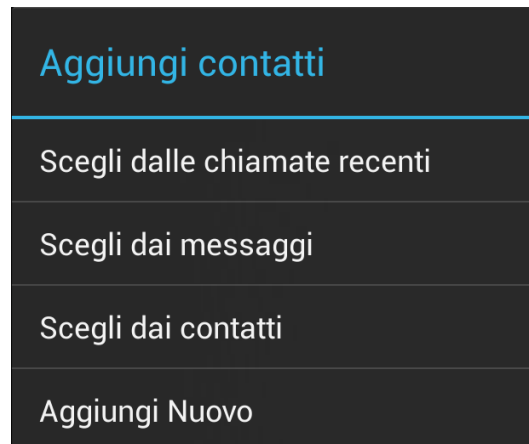 Aggiungi contatti
Scegli dalle chiamate recenti
Scegli dai messaggi
Scegli dai contatti
Aggiungi Nuovo